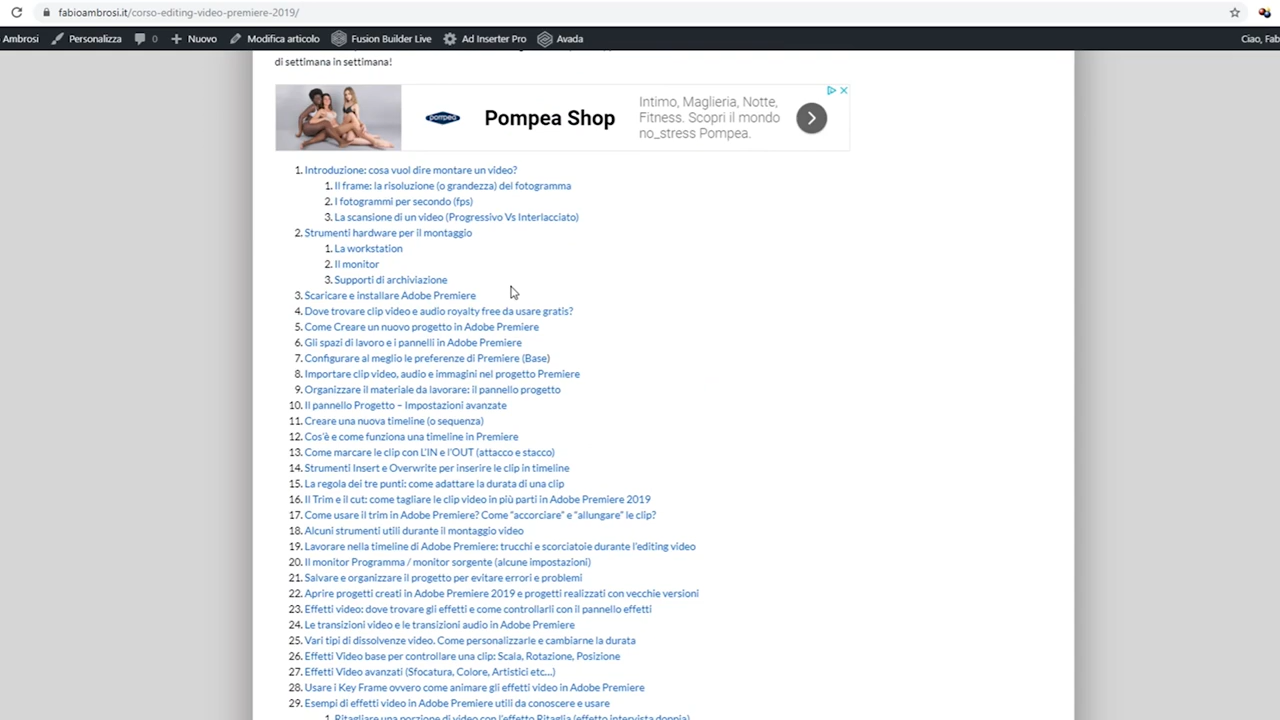 fabioambrosi.it/corso-editing-video-premiere-2019/
Ambrosi Personalizza 0 Nuovo Modifica articolo Fusion Builder Live Ad Inserter Pro Avada Ciao, Fab
di settimana in settimana!
pompea
Pompea Shop
Intimo, Maglieria, Notte,
Fitness. Scopri il mondo
no_stress Pompea.
1. Introduzione: cosa vuol dire montare un video?
1. Il frame: la risoluzione (o grandezza) del fotogramma
2. I fotogrammi per secondo (fps)
3. La scansione di un video (Progressivo Vs Interlacciato)
2. Strumenti hardware per il montaggio
1. La workstation
2. Il monitor
3. Supporti di archiviazione
3. Scaricare e installare Adobe Premiere
4. Dove trovare clip video e audio royalty free da usare gratis?
5. Come Creare un nuovo progetto in Adobe Premiere
6. Gli spazi di lavoro e i pannelli in Adobe Premiere
7. Configurare al meglio le preferenze di Premiere (Base)
8. Importare clip video, audio e immagini nel progetto Premiere
9. Organizzare il materiale da lavorare: il pannello progetto
10. Il pannello Progetto – Impostazioni avanzate
11. Creare una nuova timeline (o sequenza)
12. Cos'è e come funziona una timeline in Premiere
13. Come marcare le clip con L'IN e l'OUT (attacco e stacco)
14. Strumenti Insert e Overwrite per inserire le clip in timeline
15. La regola dei tre punti: come adattare la durata di una clip
16. Il Trim e il cut: come tagliare le clip video in più parti in Adobe Premiere 2019
17. Come usare il trim in Adobe Premiere? Come "accorciare" e "allungare" le clip?
18. Alcuni strumenti utili durante il montaggio video
19. Lavorare nella timeline di Adobe Premiere: trucchi e scorciatoie durante l'editing video
20. Il monitor Programma / monitor sorgente (alcune impostazioni)
21. Salvare e organizzare il progetto per evitare errori e problemi
22. Aprire progetti creati in Adobe Premiere 2019 e progetti realizzati con vecchie versioni
23. Effetti video: dove trovare gli effetti e come controllarli con il pannello effetti
24. Le transizioni video e le transizioni audio in Adobe Premiere
25. Vari tipi di dissolvenze video. Come personalizzarle e cambiarne la durata
26. Effetti Video base per controllare una clip: Scala, Rotazione, Posizione
27. Effetti Video avanzati (Sfocatura, Colore, Artistici etc...)
28. Usare i Key Frame ovvero come animare gli effetti video in Adobe Premiere
29. Esempi di effetti video in Adobe Premiere utili da conoscere e usare
1. Ritagliare una porzione di video con l'effetto Ritaglia (effetto intervista doppia)